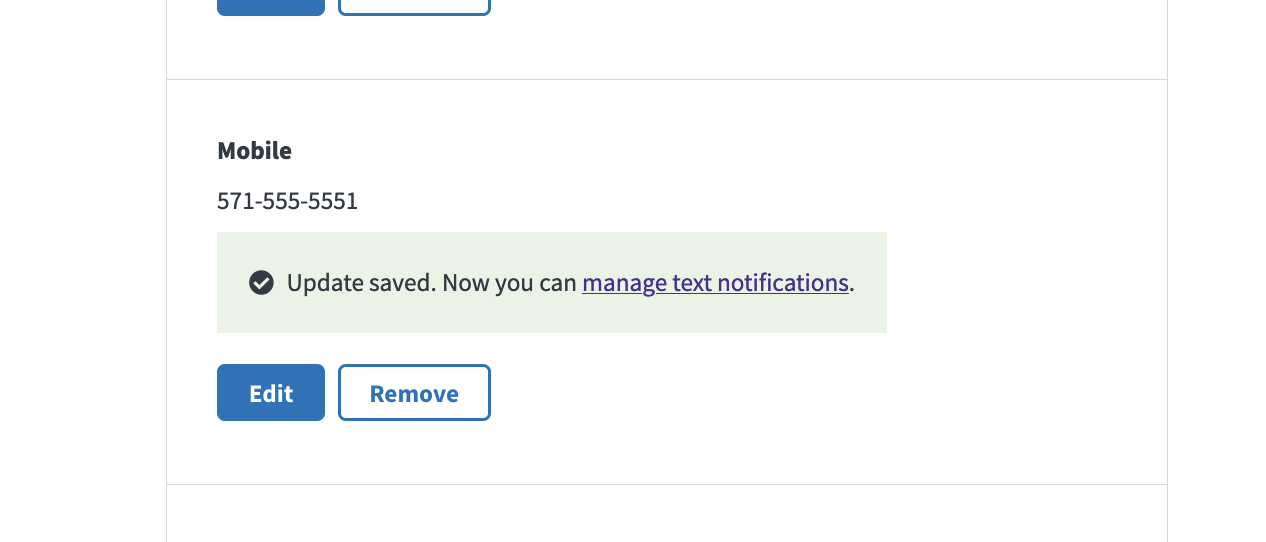 Mobile
571-555-5551
Update saved. Now you can manage text notifications.
Edit Remove